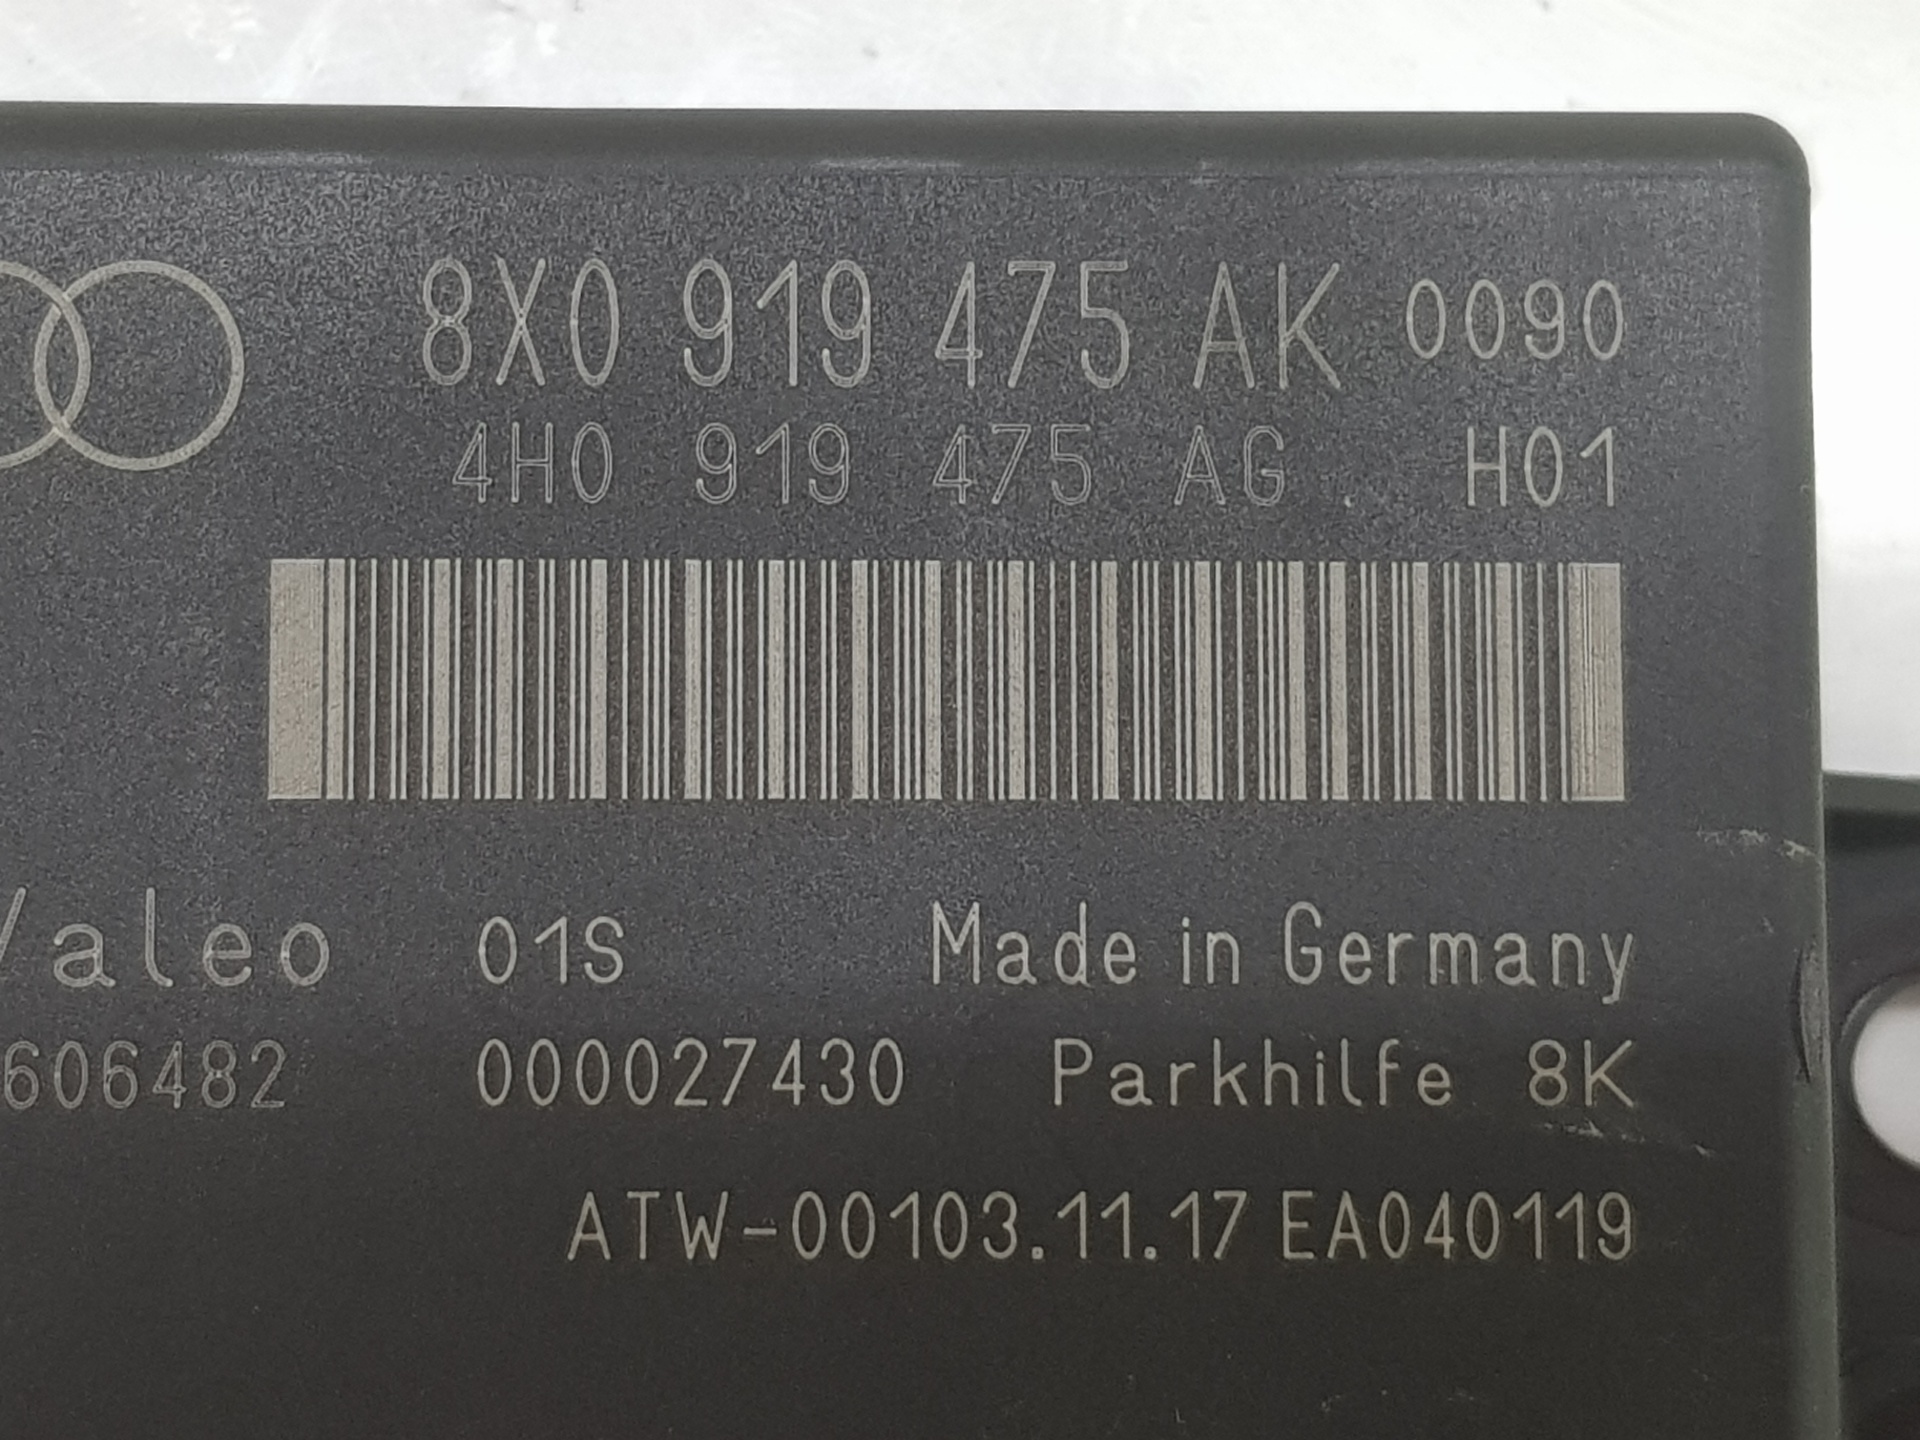 8X0 919 475 AK 0090
4H0 919 475 AG. H01
Valeo 01S Made in Germany
606482 000027430 Parkhilfe 8K
ATW-00103.11.17 EA040119